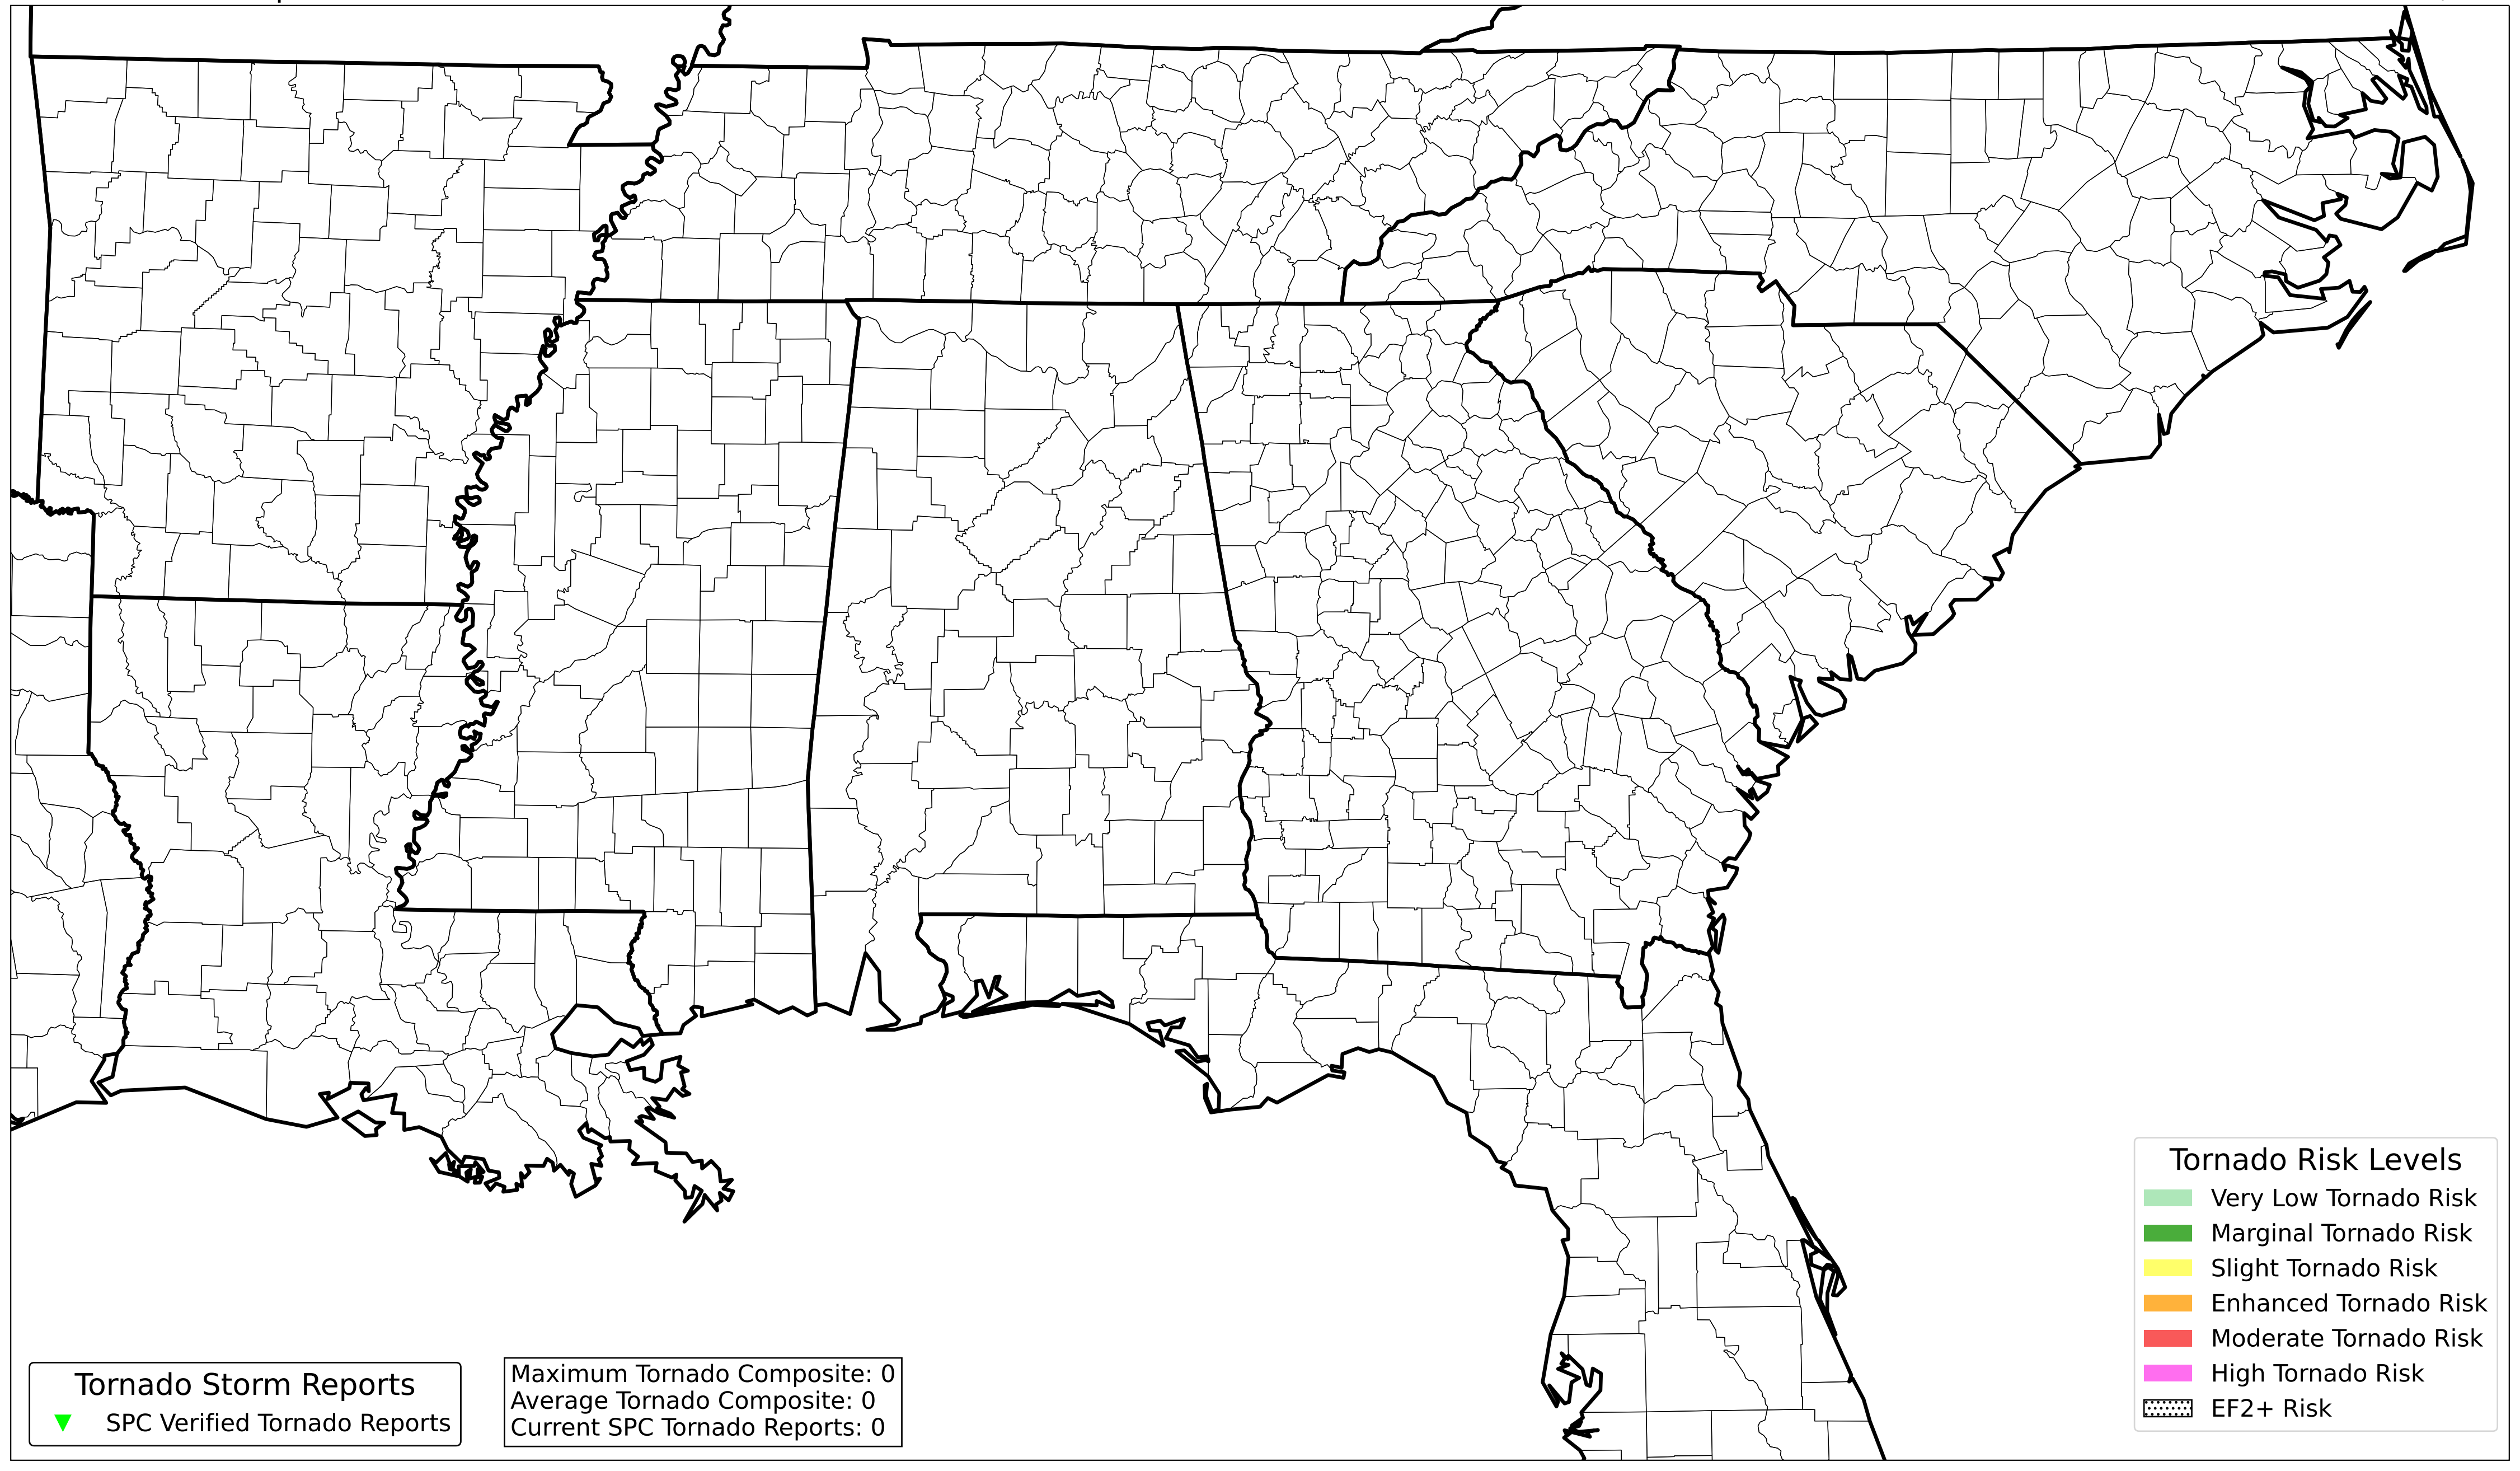 Tornado Risk Levels
Very Low Tornado Risk
Marginal Tornado Risk
Slight Tornado Risk
Enhanced Tornado Risk
Moderate Tornado Risk
High Tornado Risk
EF2+ Risk
Tornado Storm Reports
SPC Verified Tornado Reports
Maximum Tornado Composite: 0
Average Tornado Composite: 0
Current SPC Tornado Reports: 0